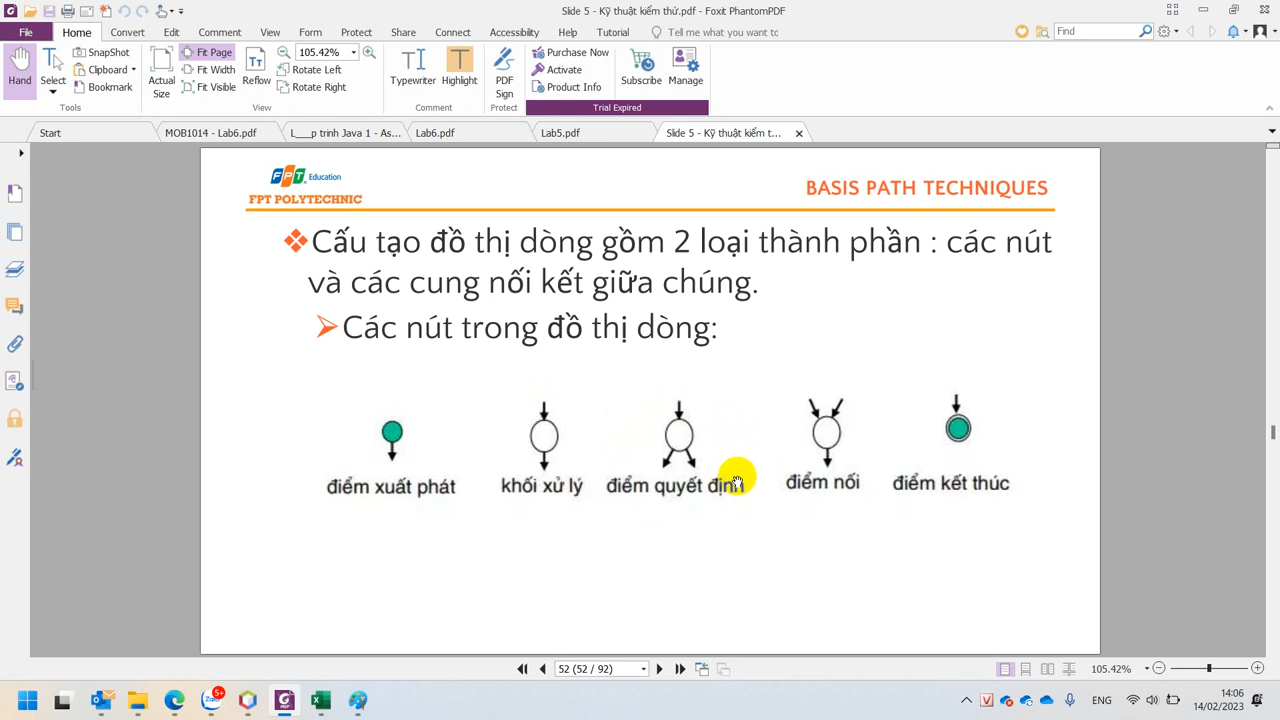 Slide 5 - Kỹ thuật kiểm thử.pdf - Foxit PhantomPDF
File Home Convert Edit Organize Comment View Form Protect Share Connect Accessibility Help Tutorial Tell me what you want to Find
Hand
Select
SnapShot
Clipboard
Bookmark
Tools
Actual Size
Fit Page
Fit Width
Fit Visible
Reflow
105.42%
Rotate Left
Rotate Right
View
Typewriter
Highlight
Comment
PDF Sign
Protect
Purchase Now
Activate
Product Info
Subscribe
Manage
Trial Expired
Start MOB1014 - Lab6.pdf L___p trinh Java 1 - As... Lab6.pdf Lab5.pdf Slide 5 - Kỹ thuật kiểm t...
FPT Education
FPT POLYTECHNIC
BASIS PATH TECHNIQUES
Cấu tạo đồ thị dòng gồm 2 loại thành phần : các nút
và các cung nối kết giữa chúng.
Các nút trong đồ thị dòng:
điểm xuất phát khối xử lý điểm quyết định điểm nối điểm kết thúc
52 (52 / 92) 105.42%
Zalo 5+ PDF ENG 14:06
14/02/2023